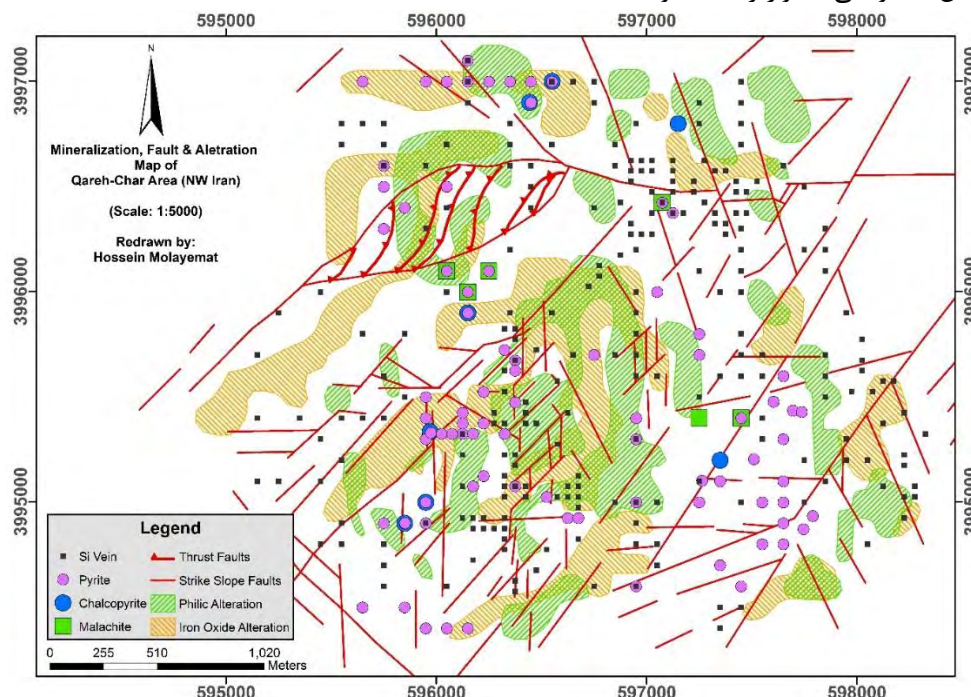 595000 596000 597000 598000
3997000 3997000
N
Mineralization, Fault & Aletration
Map of
Qareh-Char Area (NW Iran)
(Scale: 1:5000)
Redrawn by:
Hossein Molayemat
3996000 3996000
3995000 3995000
Legend
Si Vein Thrust Faults
Pyrite Strike Slope Faults
Chalcopyrite Philic Alteration
Malachite Iron Oxide Alteration
0 255 510 1,020
Meters
595000 596000 597000 598000